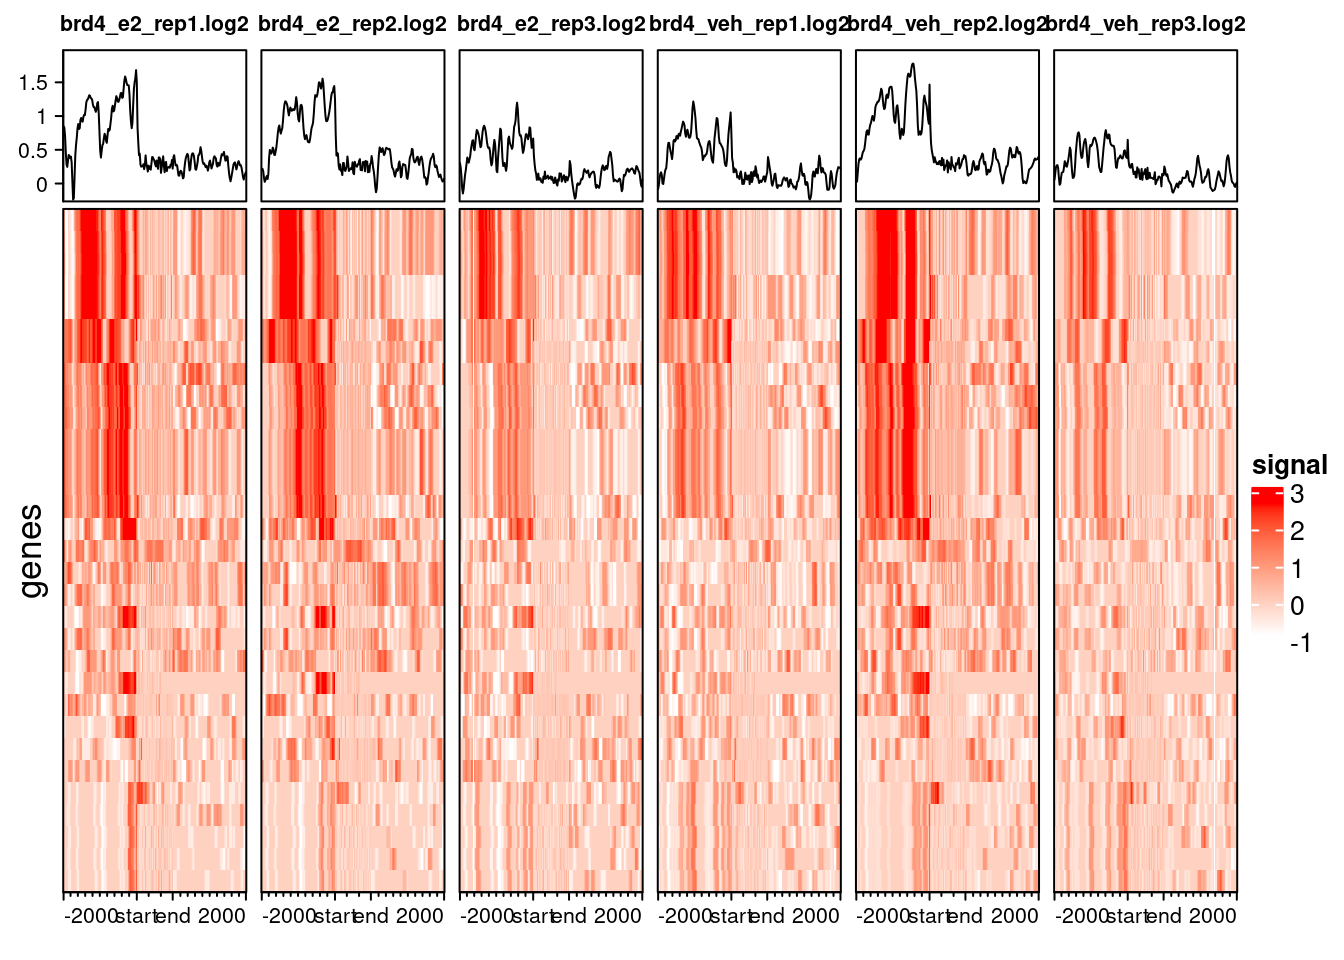 brd4_e2_rep1.log2 brd4_e2_rep2.log2 brd4_e2_rep3.log2 brd4_veh_rep1.log2 brd4_veh_rep2.log2 brd4_veh_rep3.log2
1.5
1
0.5
0
signal
3
2
1
0
-1
genes
-2000 start end 2000 -2000 start end 2000 -2000 start end 2000 -2000 start end 2000 -2000 start end 2000 -2000 start end 2000